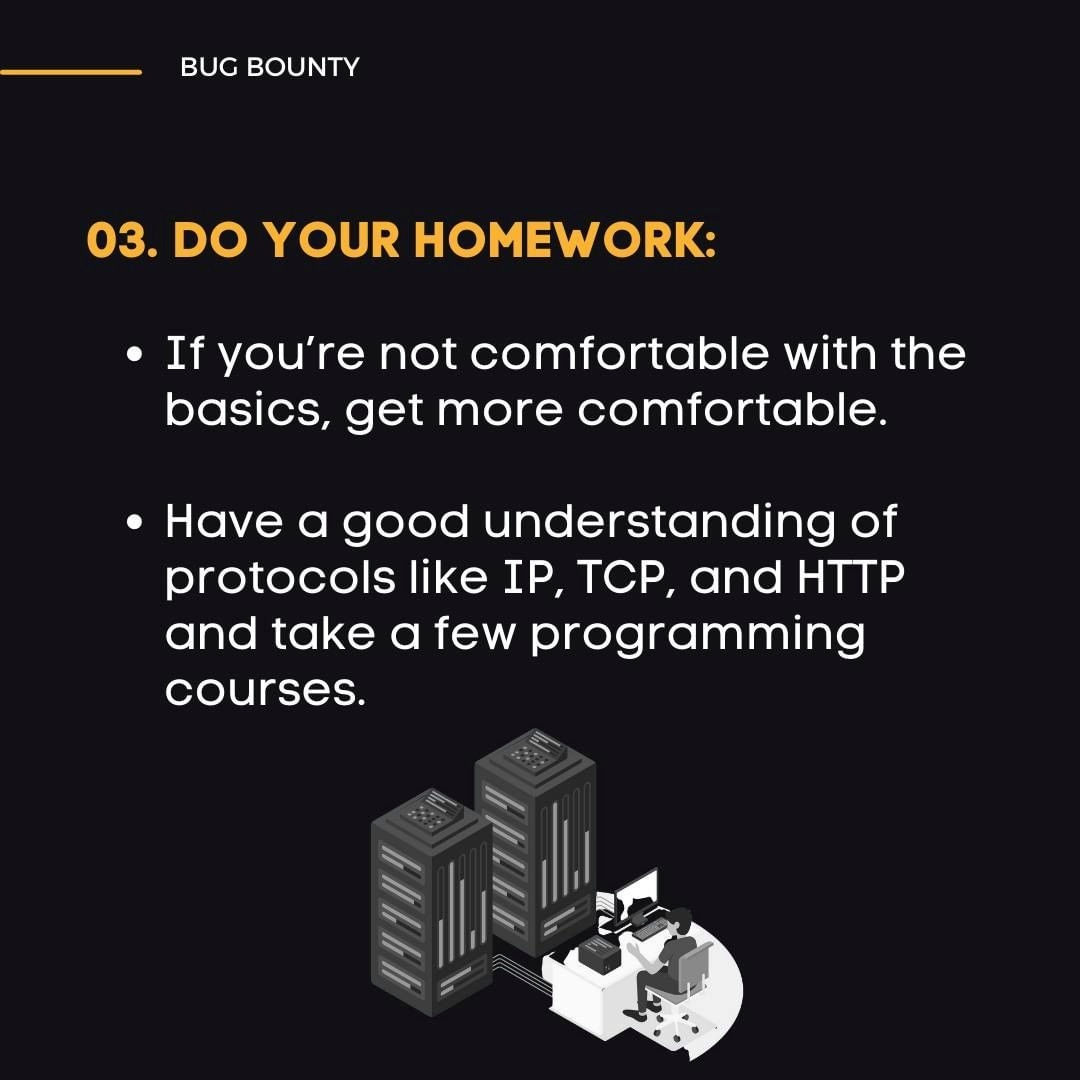 BUG BOUNTY
03. DO YOUR HOMEWORK:
• If you’re not comfortable with the
basics, get more comfortable.
• Have a good understanding of
protocols like IP, TCP, and HTTP
and take a few programming
courses.